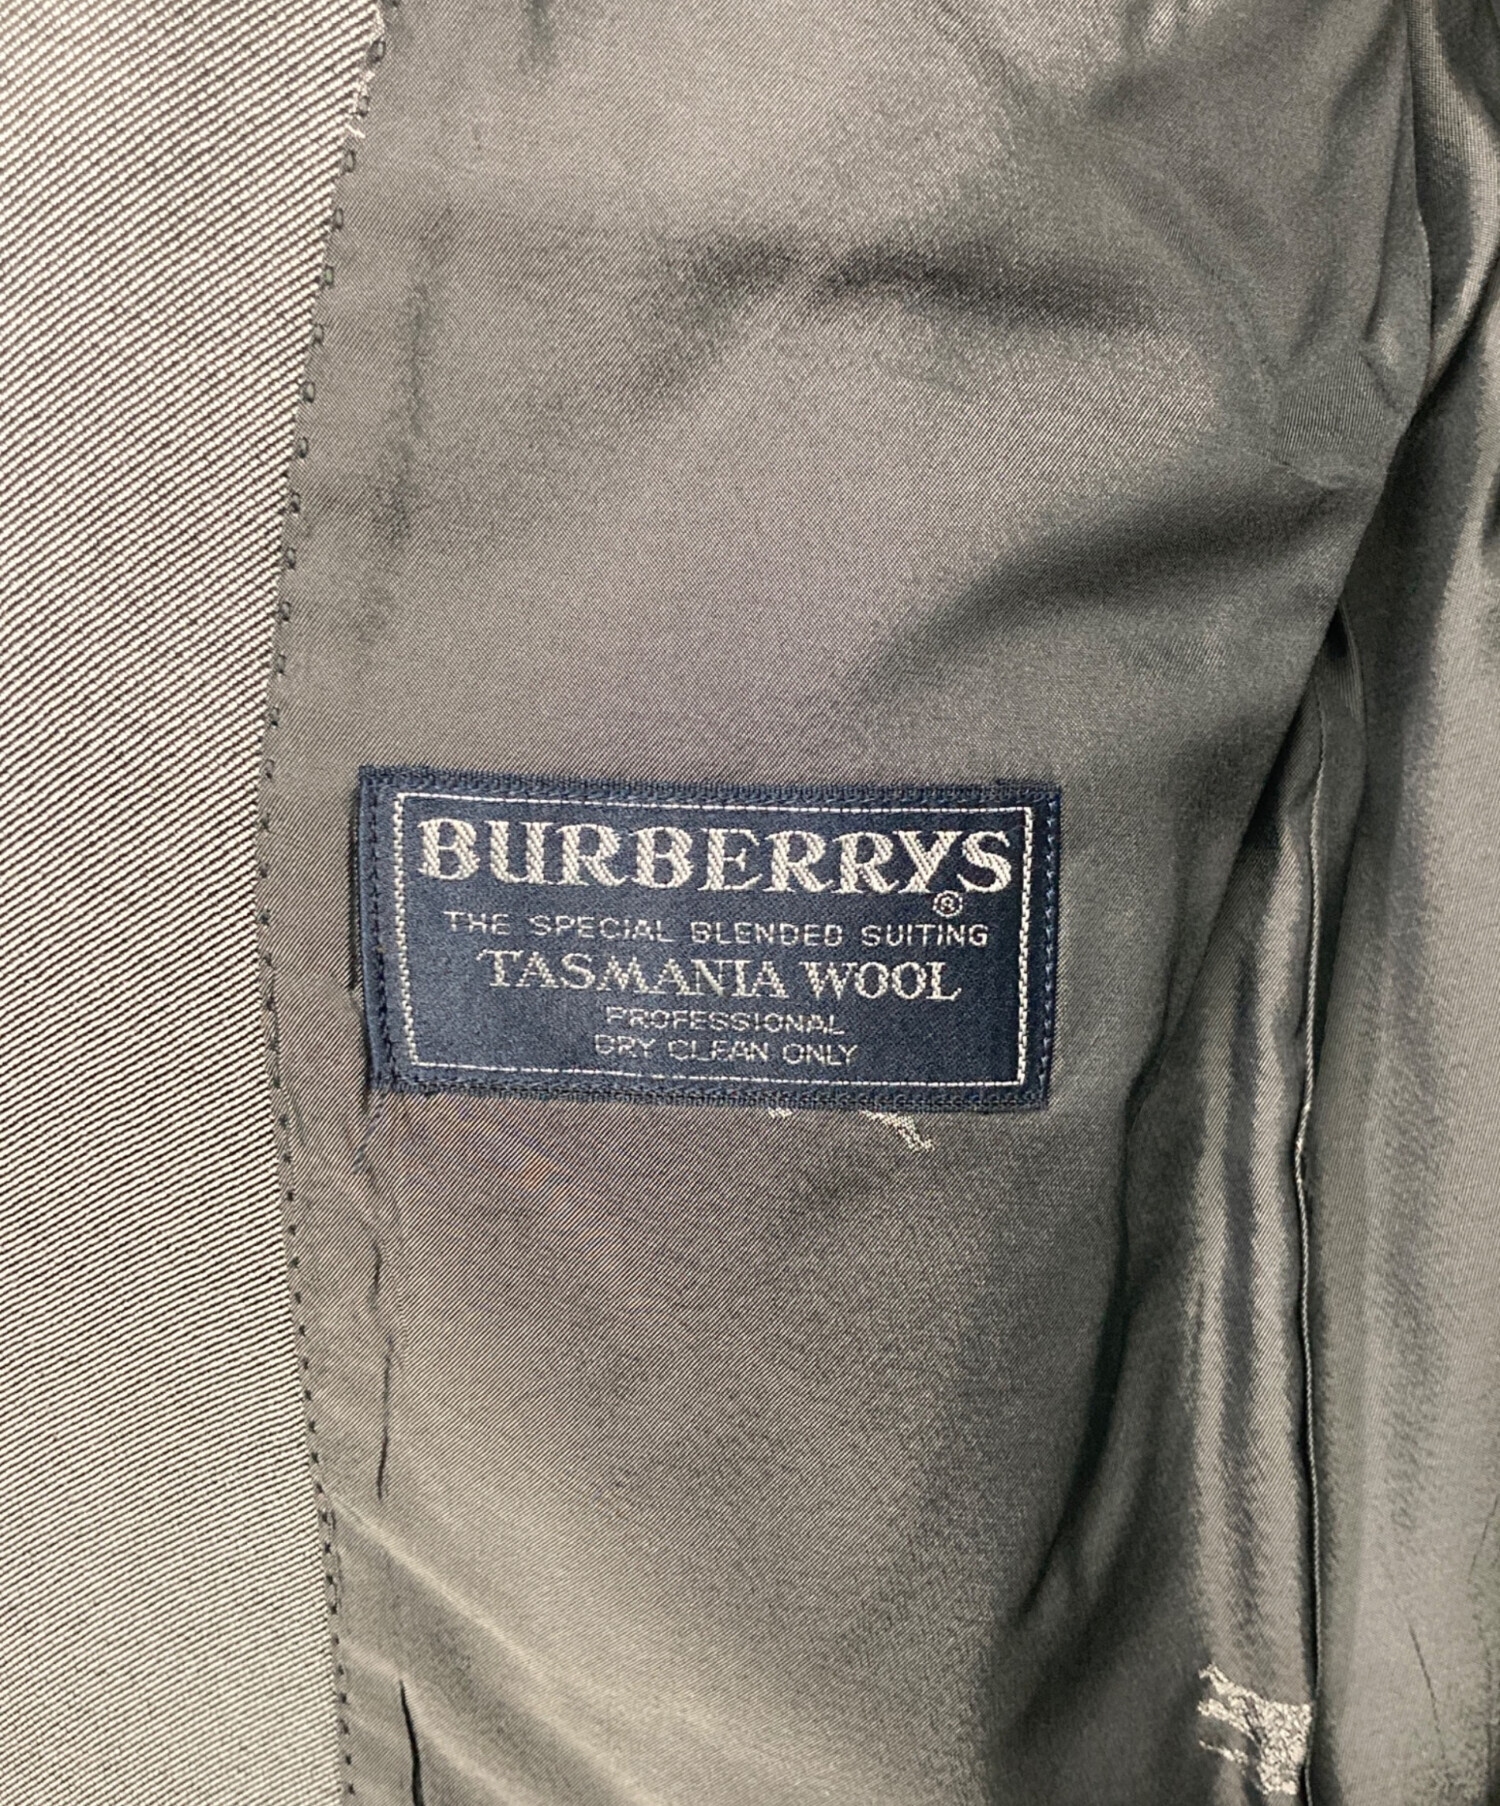 BURBERRYS
®
THE SPECIAL BLENDED SUITING
TASMANIA WOOL
PROFESSIONAL
DRY CLEAN ONLY